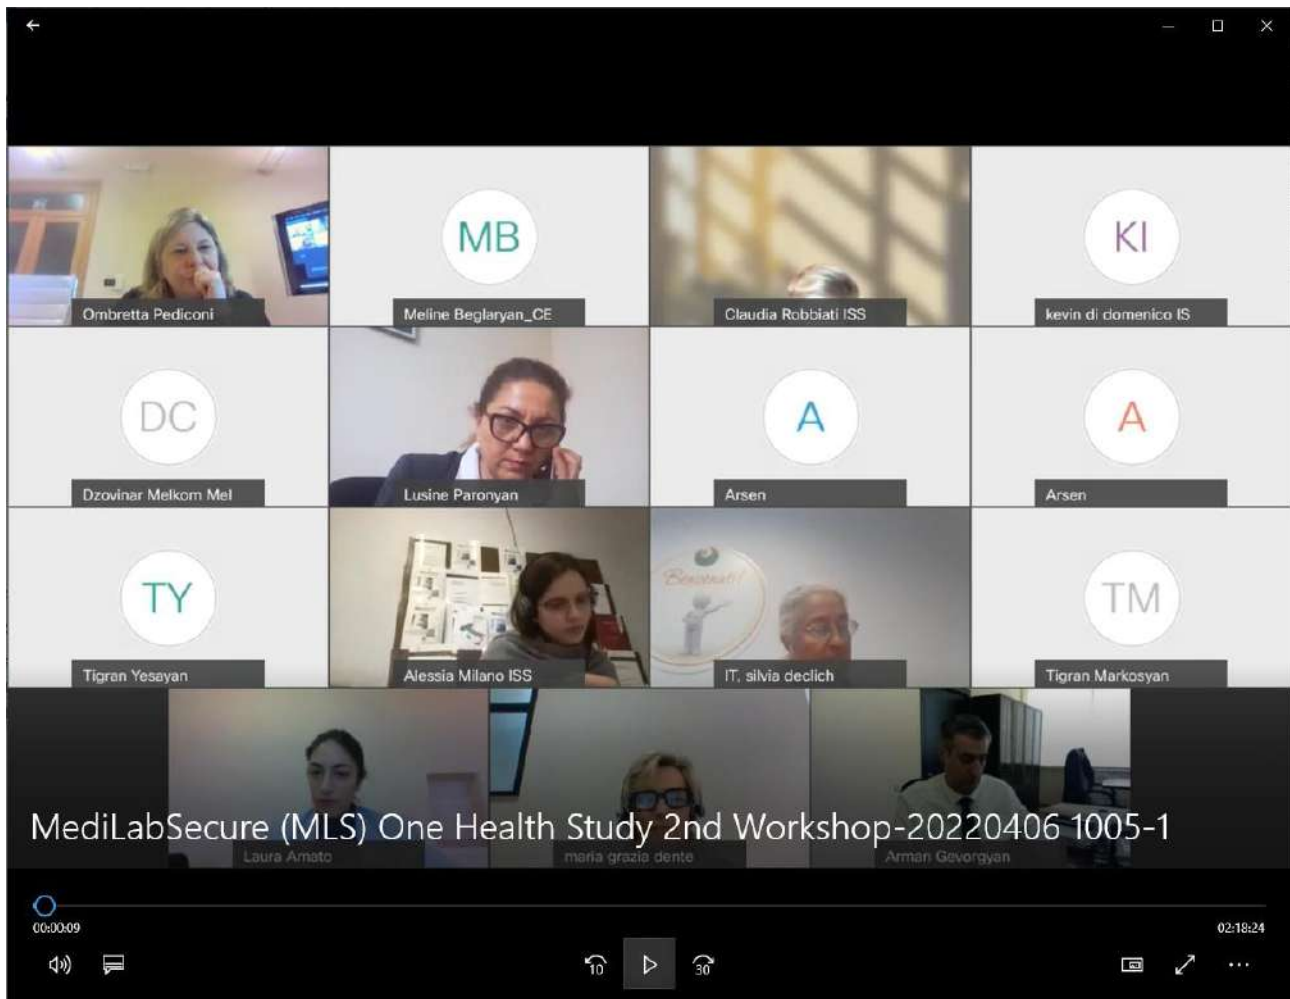 MB
KI
Ombretta Pediconi
Meline Beglaryan_CE
Claudia Robbiati ISS
kevin di domenico IS
DC
A
A
Dzovinar Melkom Mel
Lusine Paronyan
Arsen
Arsen
Benvenuti!
TY
TM
Tigran Yesayan
Alessia Milano ISS
IT, silvia declich
Tigran Markosyan
MediLabSecure (MLS) One Health Study 2nd Workshop-20220406 1005-1
Laura Amato
maria grazia dente
Arman Gevorgyan
00:00:09
02:18:24
10
30